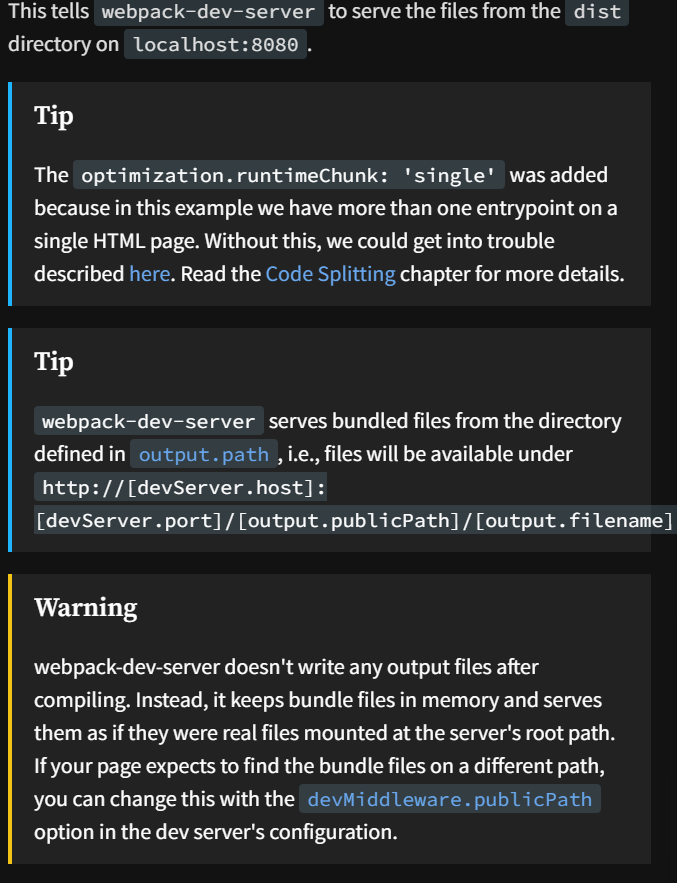 This tells webpack-dev-server to serve the files from the dist
directory on localhost:8080.
Tip
The optimization.runtimeChunk: 'single' was added
because in this example we have more than one entrypoint on a
single HTML page. Without this, we could get into trouble
described here. Read the Code Splitting chapter for more details.
Tip
webpack-dev-server serves bundled files from the directory
defined in output.path, i.e., files will be available under
http://[devServer.host]:
[devServer.port]/[output.publicPath]/[output.filename]
Warning
webpack-dev-server doesn't write any output files after
compiling. Instead, it keeps bundle files in memory and serves
them as if they were real files mounted at the server's root path.
If your page expects to find the bundle files on a different path,
you can change this with the devMiddleware.publicPath
option in the dev server's configuration.